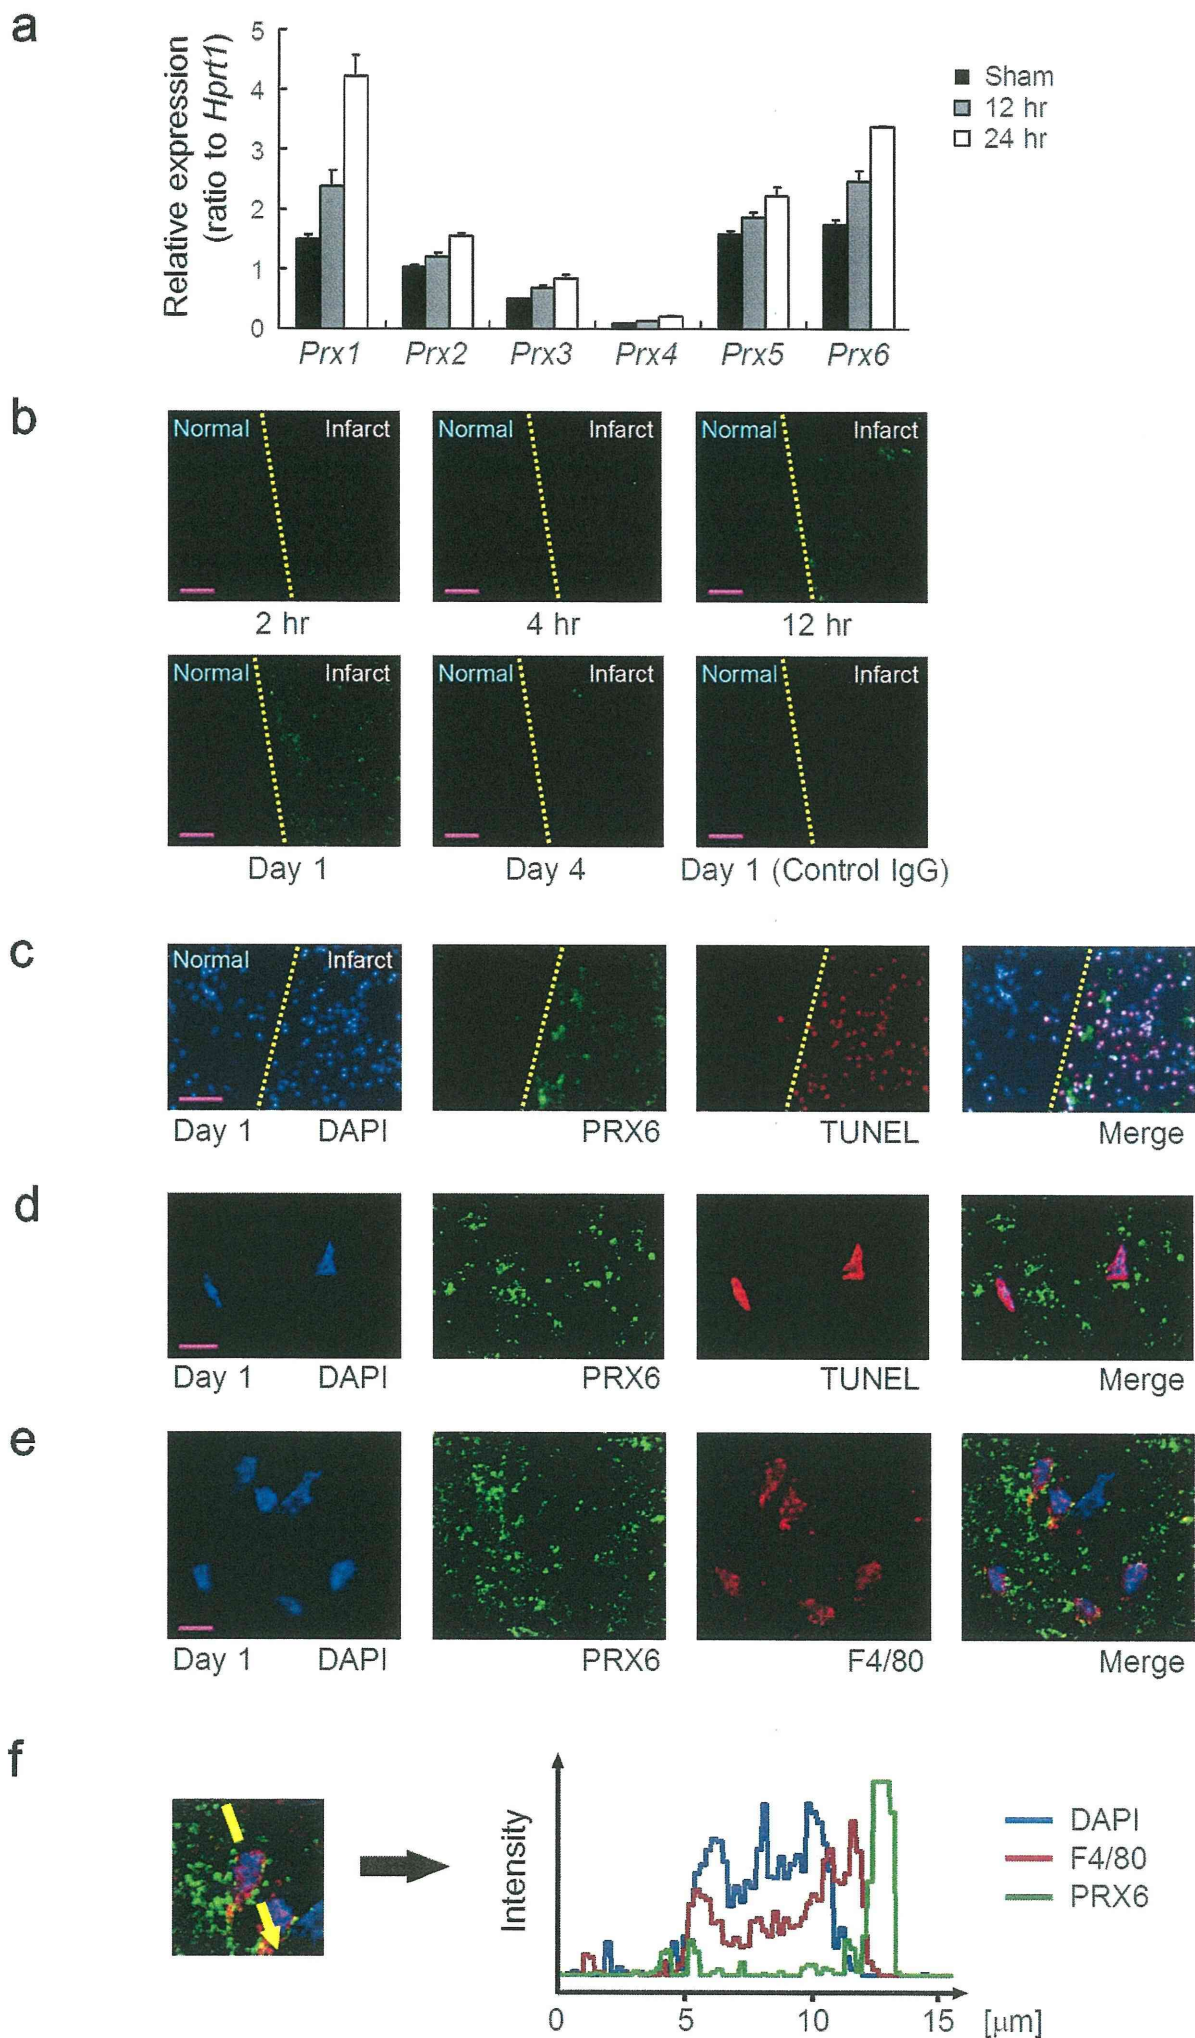 a
Relative expression
(ratio to Hprt1)
5
4
3
2
1
0
Sham
12 hr
24 hr
Prx1 Prx2 Prx3 Prx4 Prx5 Prx6
b
Normal Infarct Normal Infarct Normal Infarct
2 hr 4 hr 12 hr
Normal Infarct Normal Infarct Normal Infarct
Day 1 Day 4 Day 1 (Control IgG)
c
Normal Infarct
Day 1 DAPI PRX6 TUNEL Merge
d
Day 1 DAPI PRX6 TUNEL Merge
e
Day 1 DAPI PRX6 F4/80 Merge
f
Intensity
DAPI
F4/80
PRX6
0 5 10 15 [μm]